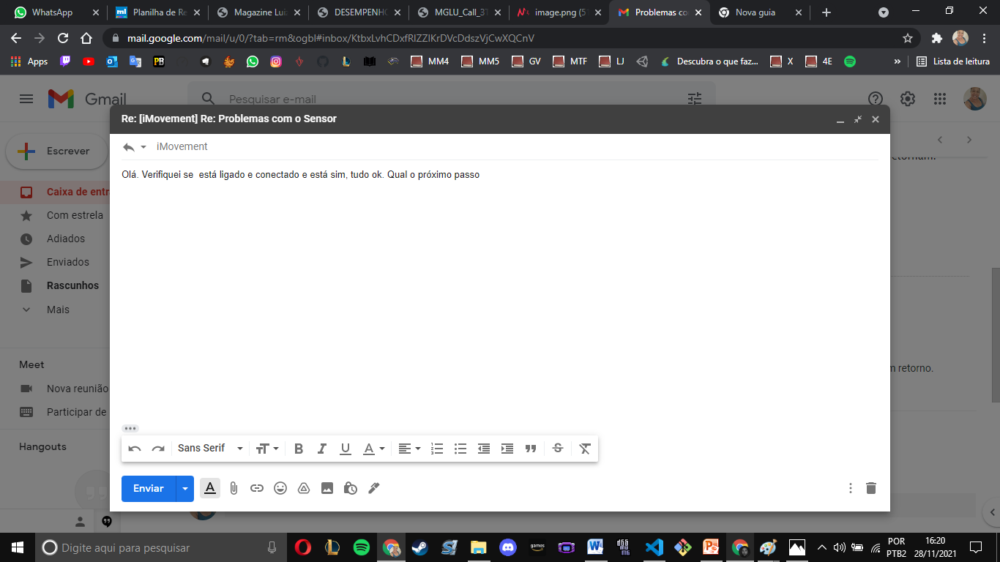 WhatsApp
Planilha de Re
Magazine Luiz
DESEMPENHO
MGLU_Call_3T
image.png (51
Problemas co
Nova guia
mail.google.com/mail/u/0/?tab=rm&ogbl#inbox/KtbxLvhCDxfRlZZlKrDVcDdszVjCwXQCnV
Apps
PB
MM4
MM5
GV
MTF
LJ
Descubra o que faz...
X
4E
»
Lista de leitura
Gmail
Pesquisar e-mail
Re: [iMovement] Re: Problemas com o Sensor
Escrever
iMovement
etornam.
Olá. Verifiquei se  está ligado e conectado e está sim, tudo ok. Qual o próximo passo
Caixa de entr
Com estrela
Adiados
Enviados
Rascunhos
Mais
Meet
Nova reunião
m retorno.
Participar de
Hangouts
Sans Serif
B I U A
Enviar
A
Digite aqui para pesquisar
games
POR
PTB2
16:20
28/11/2021